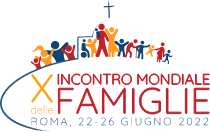 X INCONTRO MONDIALE
delle FAMIGLIE
ROMA, 22-26 GIUGNO 2022